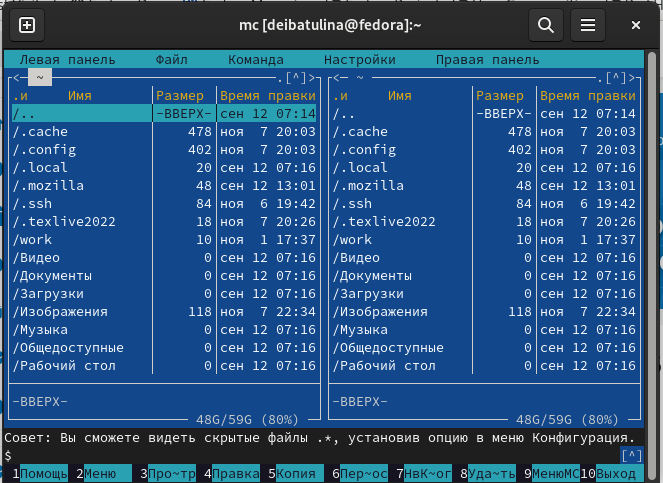 mc [deibatulina@fedora]:~
Левая панель Файл Команда Настройки Правая панель
<─ ~ .[^]> <─ ~ .[^]>
.и Имя Размер Время правки .и Имя Размер Время правки
/.. -ВВЕРХ- сен 12 07:14 /.. -ВВЕРХ- сен 12 07:14
/.cache 478 ноя 7 20:03 /.cache 478 ноя 7 20:03
/.config 402 ноя 7 20:03 /.config 402 ноя 7 20:03
/.local 20 сен 12 07:16 /.local 20 сен 12 07:16
/.mozilla 48 сен 12 13:01 /.mozilla 48 сен 12 13:01
/.ssh 84 ноя 6 19:42 /.ssh 84 ноя 6 19:42
/.texlive2022 18 ноя 7 20:26 /.texlive2022 18 ноя 7 20:26
/work 10 ноя 1 17:37 /work 10 ноя 1 17:37
/Видео 0 сен 12 07:16 /Видео 0 сен 12 07:16
/Документы 0 сен 12 07:16 /Документы 0 сен 12 07:16
/Загрузки 0 сен 12 07:16 /Загрузки 0 сен 12 07:16
/Изображения 118 ноя 7 22:34 /Изображения 118 ноя 7 22:34
/Музыка 0 сен 12 07:16 /Музыка 0 сен 12 07:16
/Общедоступные 0 сен 12 07:16 /Общедоступные 0 сен 12 07:16
/Рабочий стол 0 сен 12 07:16 /Рабочий стол 0 сен 12 07:16
-ВВЕРХ- -ВВЕРХ-
48G/59G (80%) 48G/59G (80%)
Совет: Вы сможете видеть скрытые файлы .*, установив опцию в меню Конфигурация.
$ [^]
1Помощь 2Меню 3Про~тр 4Правка 5Копия 6Пер~ос 7НвК~ог 8Уда~ть 9МенюMC 10Выход